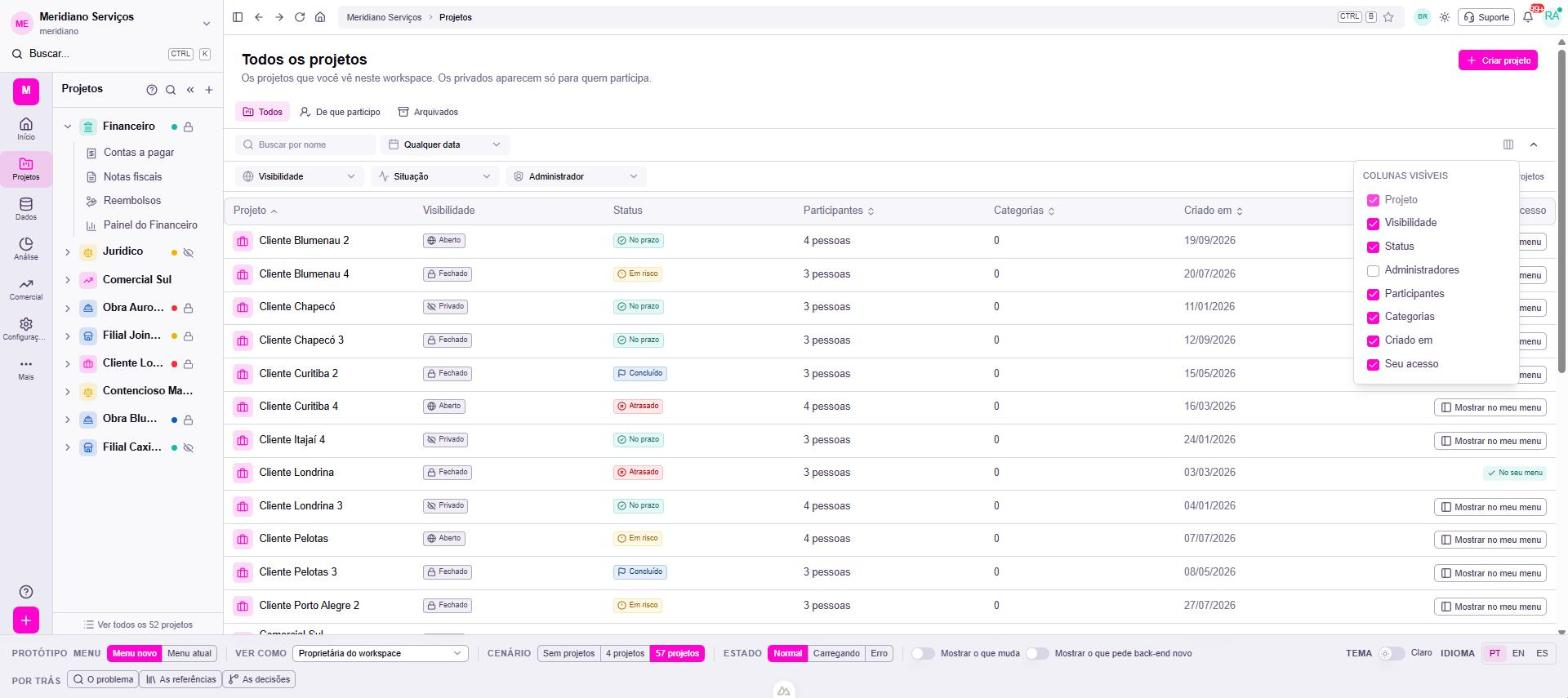 ME
Meridiano Serviços
meridiano
Meridiano Serviços > Projetos
CTRL B
BR
Suporte
99+
RA
Buscar... CTRL K
M
Projetos
Início
Projetos
Dados
Análise
Comercial
Configuraç...
Mais
Financeiro
Contas a pagar
Notas fiscais
Reembolsos
Painel do Financeiro
Jurídico
Comercial Sul
Obra Auro...
Filial Join...
Cliente Lo...
Contencioso Ma...
Obra Blu...
Filial Caxi...
Ver todos os 52 projetos
Todos os projetos
Os projetos que você vê neste workspace. Os privados aparecem só para quem participa.
Criar projeto
Todos De que participo Arquivados
Buscar por nome Qualquer data
Visibilidade Situação Administrador
ojetos
COLUNAS VISÍVEIS
Projeto
Visibilidade
Status
Administradores
Participantes
Categorias
Criado em
Seu acesso
Projeto Visibilidade Status Participantes Categorias Criado em cesso
Cliente Blumenau 2 Aberto No prazo 4 pessoas 0 19/09/2026 menu
Cliente Blumenau 4 Fechado Em risco 3 pessoas 0 20/07/2026 menu
Cliente Chapecó Privado No prazo 3 pessoas 0 11/01/2026 menu
Cliente Chapecó 3 Fechado No prazo 3 pessoas 0 12/09/2026 menu
Cliente Curitiba 2 Fechado Concluído 3 pessoas 0 15/05/2026 menu
Cliente Curitiba 4 Aberto Atrasado 4 pessoas 0 16/03/2026 Mostrar no meu menu
Cliente Itajaí 4 Privado No prazo 3 pessoas 0 24/01/2026 Mostrar no meu menu
Cliente Londrina Fechado Atrasado 3 pessoas 0 03/03/2026 No seu menu
Cliente Londrina 3 Privado No prazo 4 pessoas 0 04/01/2026 Mostrar no meu menu
Cliente Pelotas Aberto Em risco 4 pessoas 0 07/07/2026 Mostrar no meu menu
Cliente Pelotas 3 Fechado Concluído 3 pessoas 0 08/05/2026 Mostrar no meu menu
Cliente Porto Alegre 2 Fechado Em risco 3 pessoas 0 27/07/2026 Mostrar no meu menu
Comercial Sul
PROTÓTIPO MENU Menu novo Menu atual VER COMO Proprietária do workspace CENÁRIO Sem projetos 4 projetos 57 projetos ESTADO Normal Carregando Erro Mostrar o que muda Mostrar o que pede back-end novo TEMA Claro IDIOMA PT EN ES
POR TRÁS O problema As referências As decisões